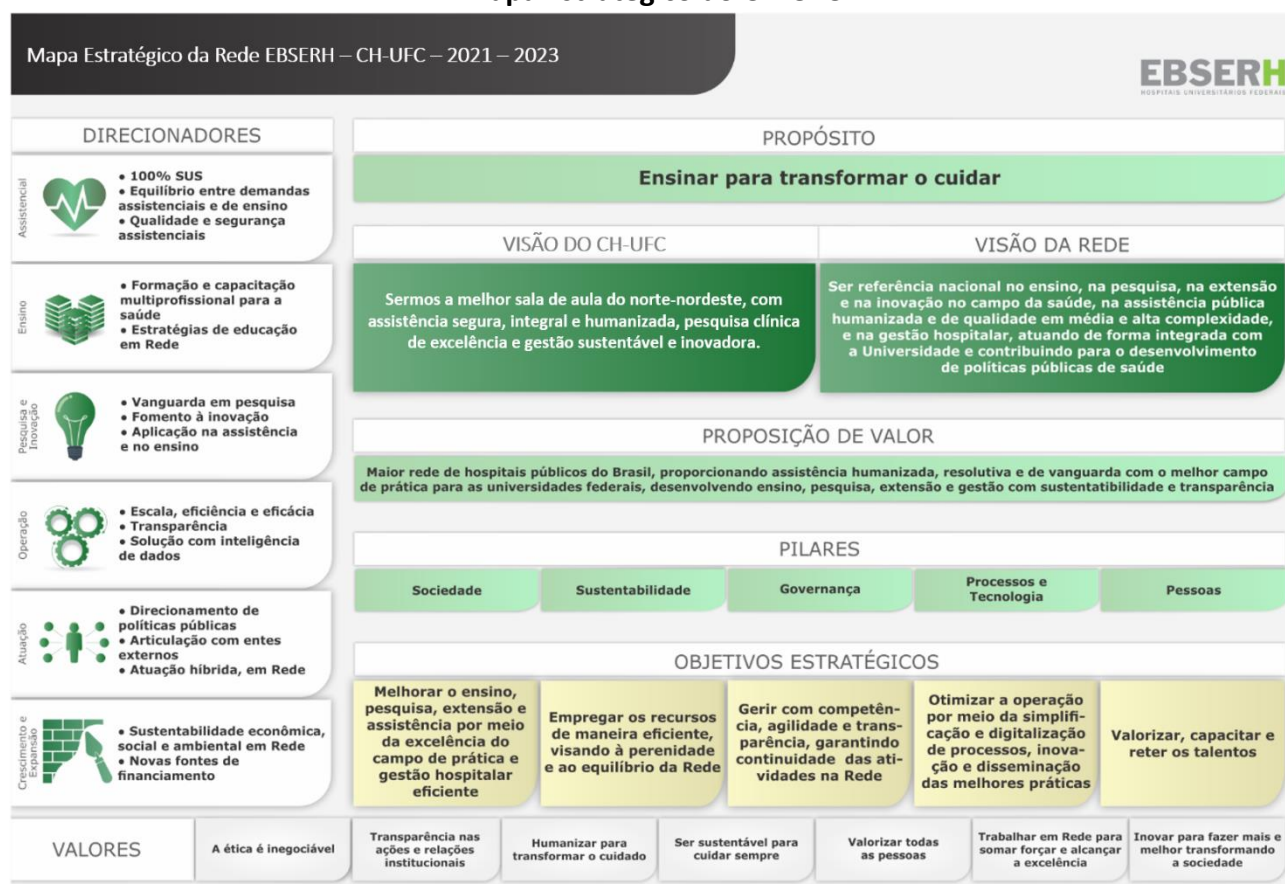 Mapa Estratégico da Rede EBSERH – CH-UFC – 2021 – 2023
EBSERH
HOSPITAIS UNIVERSITÁRIOS FEDERAIS
DIRECIONADORES
Assistencial
• 100% SUS
• Equilíbrio entre demandas
assistenciais e de ensino
• Qualidade e segurança
assistenciais
Ensino
• Formação e capacitação
multiprofissional para a
saúde
• Estratégias de educação
em Rede
Pesquisa e
Inovação
• Vanguarda em pesquisa
• Fomento à inovação
• Aplicação na assistência
e no ensino
Operação
• Escala, eficiência e eficácia
• Transparência
• Solução com inteligência
de dados
Atuação
• Direcionamento de
políticas públicas
• Articulação com entes
externos
• Atuação híbrida, em Rede
Crescimento e
Expansão
• Sustentabilidade econômica,
social e ambiental em Rede
• Novas fontes de
financiamento
PROPÓSITO
Ensinar para transformar o cuidar
VISÃO DO CH-UFC
Sermos a melhor sala de aula do norte-nordeste, com
assistência segura, integral e humanizada, pesquisa clínica
de excelência e gestão sustentável e inovadora.
VISÃO DA REDE
Ser referência nacional no ensino, na pesquisa, na extensão
e na inovação no campo da saúde, na assistência pública
humanizada e de qualidade em média e alta complexidade,
e na gestão hospitalar, atuando de forma integrada com
a Universidade e contribuindo para o desenvolvimento
de políticas públicas de saúde
PROPOSIÇÃO DE VALOR
Maior rede de hospitais públicos do Brasil, proporcionando assistência humanizada, resolutiva e de vanguarda com o melhor campo
de prática para as universidades federais, desenvolvendo ensino, pesquisa, extensão e gestão com sustatibilidade e transparência
PILARES
Sociedade
Sustentabilidade
Governança
Processos e
Tecnologia
Pessoas
OBJETIVOS ESTRATÉGICOS
Melhorar o ensino,
pesquisa, extensão e
assistência por meio
da excelência do
campo de prática e
gestão hospitalar
eficiente
Empregar os recursos
de maneira eficiente,
visando à perenidade
e ao equilíbrio da Rede
Gerir com competên-
cia, agilidade e trans-
parência, garantindo
continuidade das ati-
vidades na Rede
Otimizar a operação
por meio da simplifi-
cação e digitalização
de processos, inova-
ção e disseminação
das melhores práticas
Valorizar, capacitar e
reter os talentos
VALORES
A ética é inegociável
Transparência nas
ações e relações
institucionais
Humanizar para
transformar o cuidado
Ser sustentável para
cuidar sempre
Valorizar todas
as pessoas
Trabalhar em Rede para
somar forçar e alcançar
a excelência
Inovar para fazer mais e
melhor transformando
a sociedade